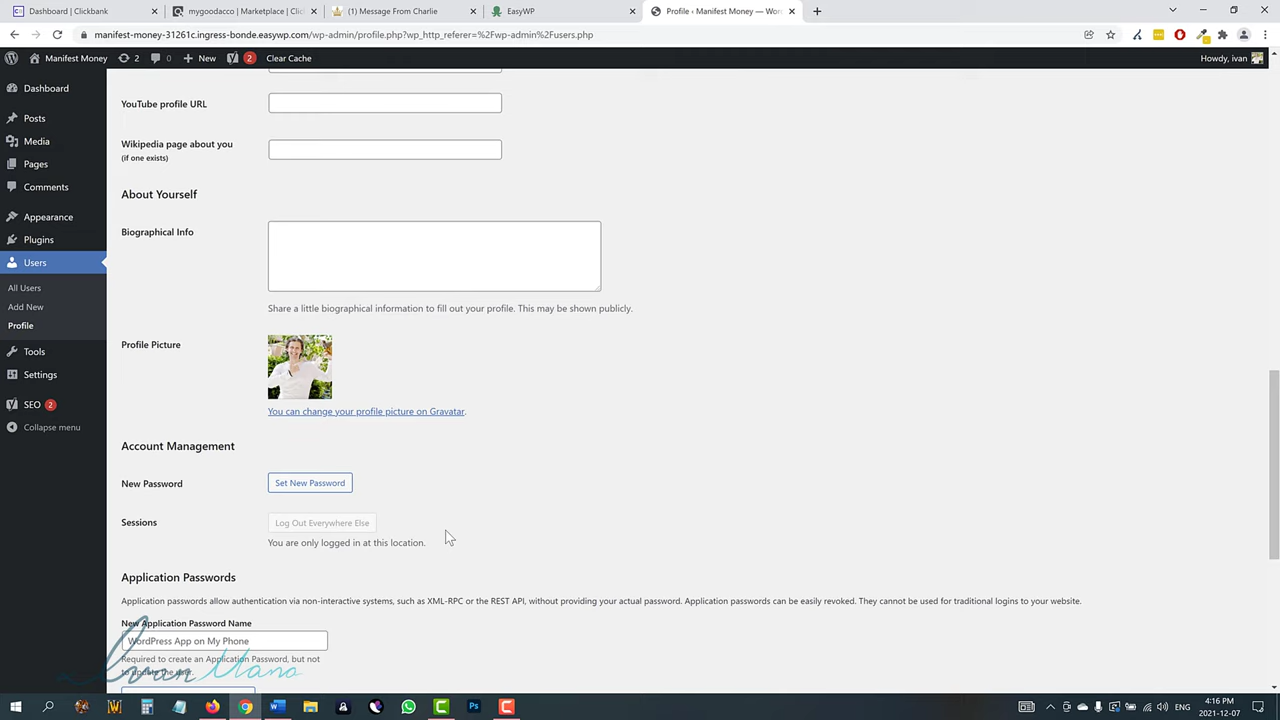 Dashboard | Clickbank
mygoodacco | Marketplace | Clic
(1) Message From Charlie
EasyWP
Profile ‹ Manifest Money — Wor
manifest-money-31261c.ingress-bonde.easywp.com/wp-admin/profile.php?wp_http_referer=%2Fwp-admin%2Fusers.php
Manifest Money 2 0 New 2 Clear Cache Howdy, ivan
Dashboard
Posts
Media
Pages
Comments
Appearance
Plugins
Users
All Users
Add New
Profile
Tools
Settings
SEO 2
Collapse menu
YouTube profile URL
Wikipedia page about you
(if one exists)
About Yourself
Biographical Info
Share a little biographical information to fill out your profile. This may be shown publicly.
Profile Picture
You can change your profile picture on Gravatar.
Account Management
New Password Set New Password
Sessions Log Out Everywhere Else
You are only logged in at this location.
Application Passwords
Application passwords allow authentication via non-interactive systems, such as XML-RPC or the REST API, without providing your actual password. Application passwords can be easily revoked. They cannot be used for traditional logins to your website.
New Application Password Name
WordPress App on My Phone
Required to create an Application Password, but not
to update the user.
Ivan Mana
ENG
4:16 PM
2021-12-07